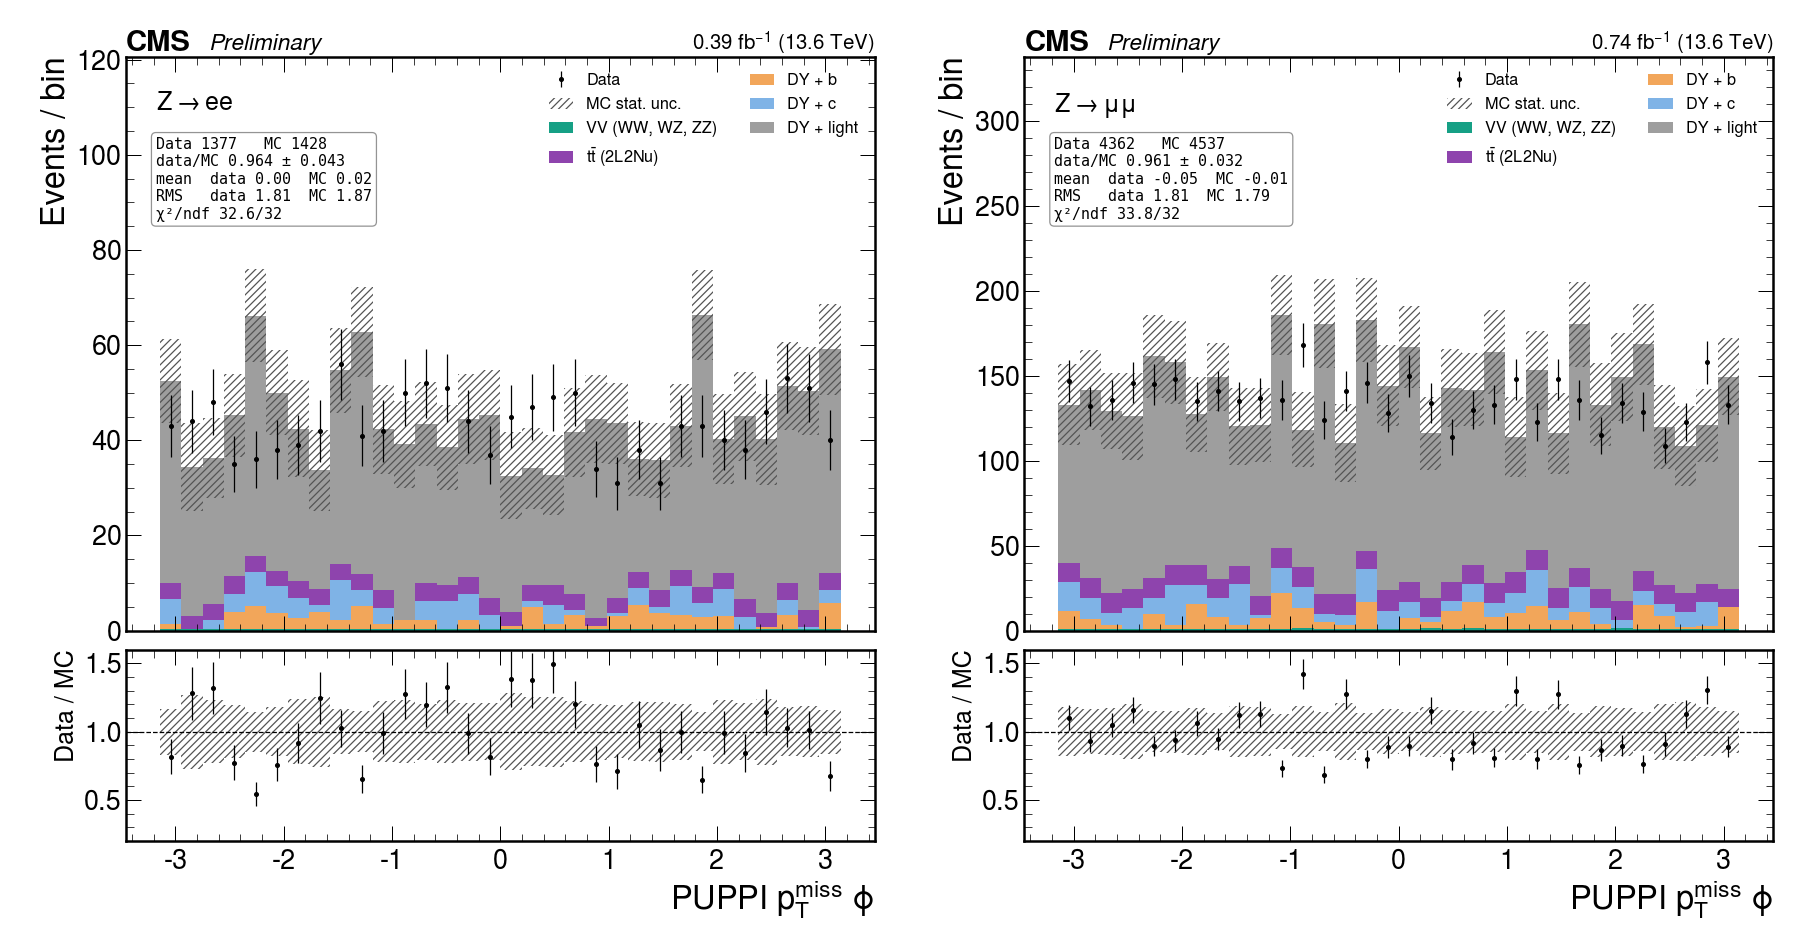 CMS Preliminary 0.39 fb⁻¹ (13.6 TeV)
Events / bin
120
100
80
60
40
20
0
Z → ee
Data 1377 MC 1428
data/MC 0.964 ± 0.043
mean data 0.00 MC 0.02
RMS data 1.81 MC 1.87
χ²/ndf 32.6/32
Data
MC stat. unc.
VV (WW, WZ, ZZ)
tt̄ (2L2Nu)
DY + b
DY + c
DY + light
Data / MC
1.5
1.0
0.5
-3 -2 -1 0 1 2 3
PUPPI p_T^miss ϕ
CMS Preliminary 0.74 fb⁻¹ (13.6 TeV)
Events / bin
300
250
200
150
100
50
0
Z → μμ
Data 4362 MC 4537
data/MC 0.961 ± 0.032
mean data -0.05 MC -0.01
RMS data 1.81 MC 1.79
χ²/ndf 33.8/32
Data
MC stat. unc.
VV (WW, WZ, ZZ)
tt̄ (2L2Nu)
DY + b
DY + c
DY + light
Data / MC
1.5
1.0
0.5
-3 -2 -1 0 1 2 3
PUPPI p_T^miss ϕ